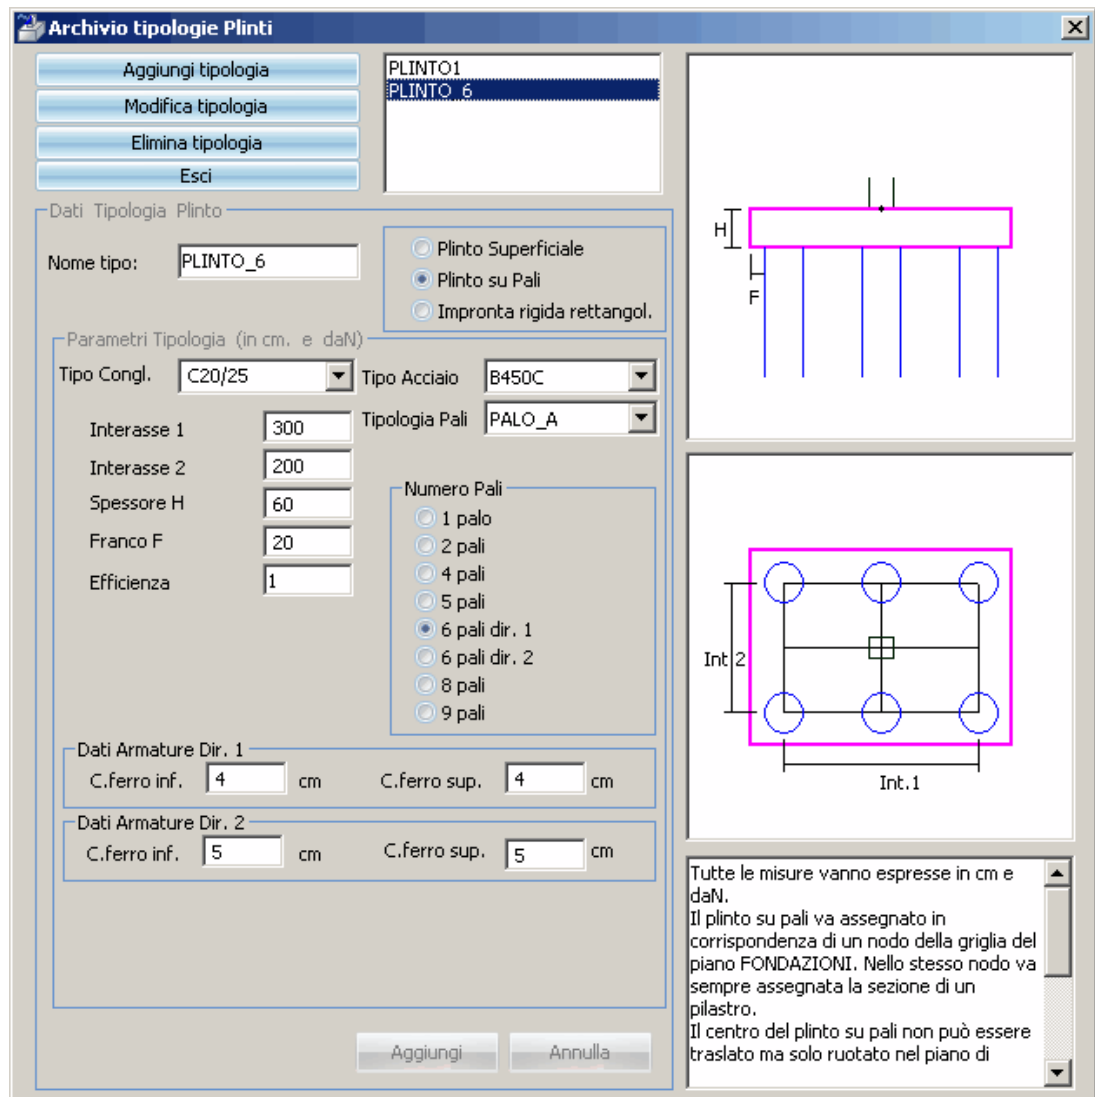 Archivio tipologie Plinti
Aggiungi tipologia
Modifica tipologia
Elimina tipologia
Esci
PLINTO1
PLINTO_6
Dati Tipologia Plinto
Nome tipo: PLINTO_6
Plinto Superficiale
Plinto su Pali
Impronta rigida rettangol.
Parametri Tipologia (in cm. e daN)
Tipo Congl. C20/25 Tipo Acciaio B450C
Interasse 1 300 Tipologia Pali PALO_A
Interasse 2 200
Spessore H 60
Franco F 20
Efficienza 1
Numero Pali
1 palo
2 pali
4 pali
5 pali
6 pali dir. 1
6 pali dir. 2
8 pali
9 pali
Dati Armature Dir. 1
C.ferro inf. 4 cm C.ferro sup. 4 cm
Dati Armature Dir. 2
C.ferro inf. 5 cm C.ferro sup. 5 cm
Aggiungi Annulla
H
F
Int 2
Int.1
Tutte le misure vanno espresse in cm e
daN.
Il plinto su pali va assegnato in
corrispondenza di un nodo della griglia del
piano FONDAZIONI. Nello stesso nodo va
sempre assegnata la sezione di un
pilastro.
Il centro del plinto su pali non può essere
traslato ma solo ruotato nel piano di